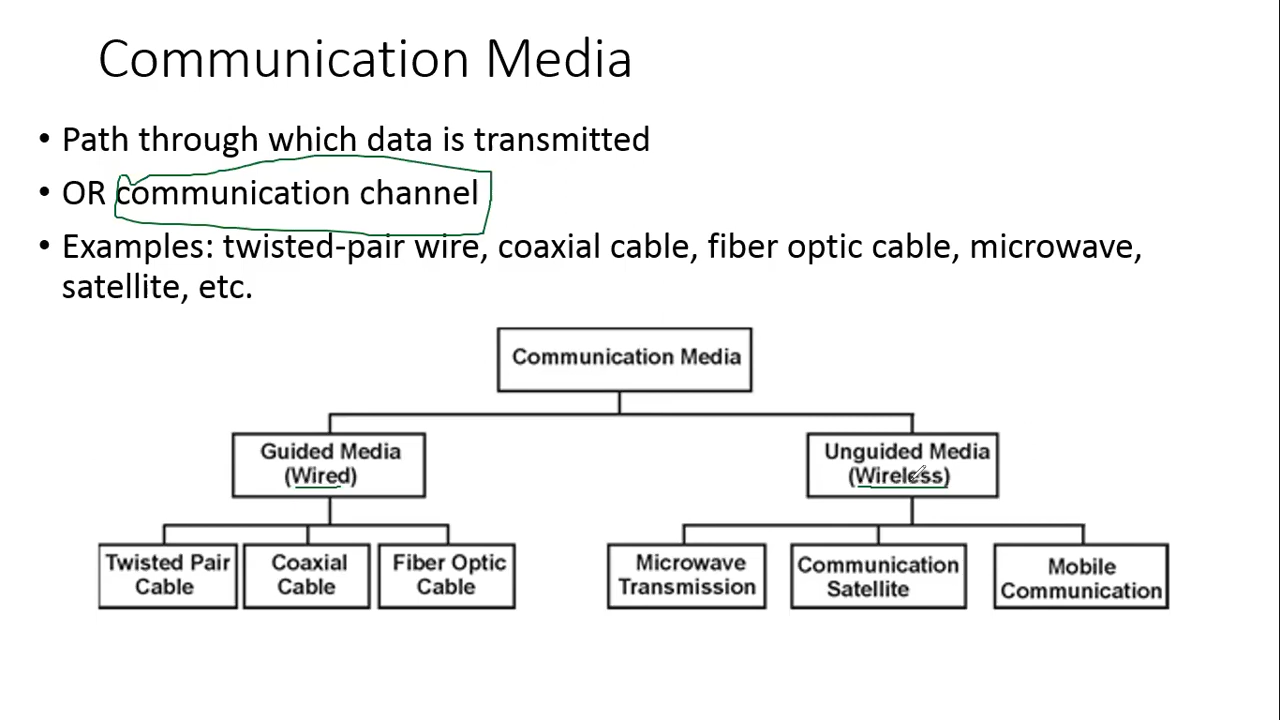 Communication Media
• Path through which data is transmitted
• OR communication channel
• Examples: twisted-pair wire, coaxial cable, fiber optic cable, microwave,
satellite, etc.
Communication Media
Guided Media
(Wired)
Unguided Media
(Wireless)
Twisted Pair
Cable
Coaxial
Cable
Fiber Optic
Cable
Microwave
Transmission
Communication
Satellite
Mobile
Communication